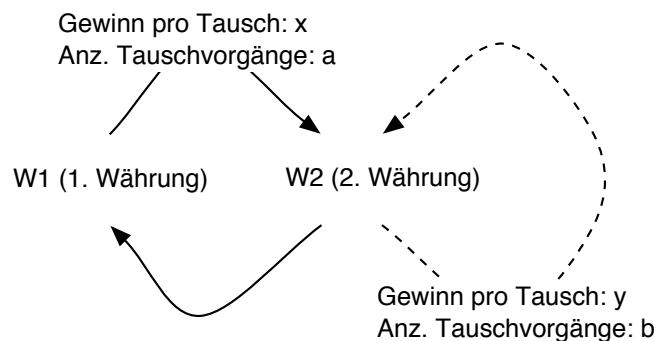 Gewinn pro Tausch: x
Anz. Tauschvorgänge: a
W1 (1. Währung)
W2 (2. Währung)
Gewinn pro Tausch: y
Anz. Tauschvorgänge: b